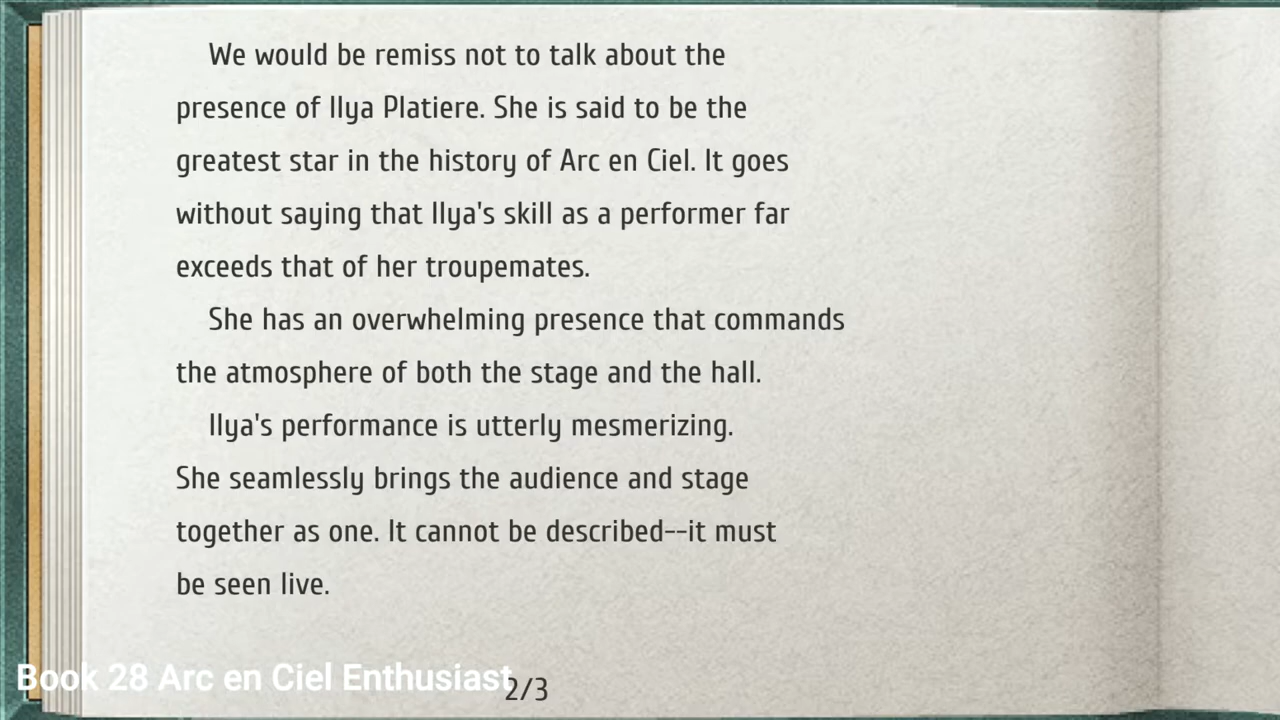 We would be remiss not to talk about the
presence of Ilya Platiere. She is said to be the
greatest star in the history of Arc en Ciel. It goes
without saying that Ilya's skill as a performer far
exceeds that of her troupemates.
She has an overwhelming presence that commands
the atmosphere of both the stage and the hall.
Ilya's performance is utterly mesmerizing.
She seamlessly brings the audience and stage
together as one. It cannot be described--it must
be seen live.
Book 28 Arc en Ciel Enthusiast
2/3